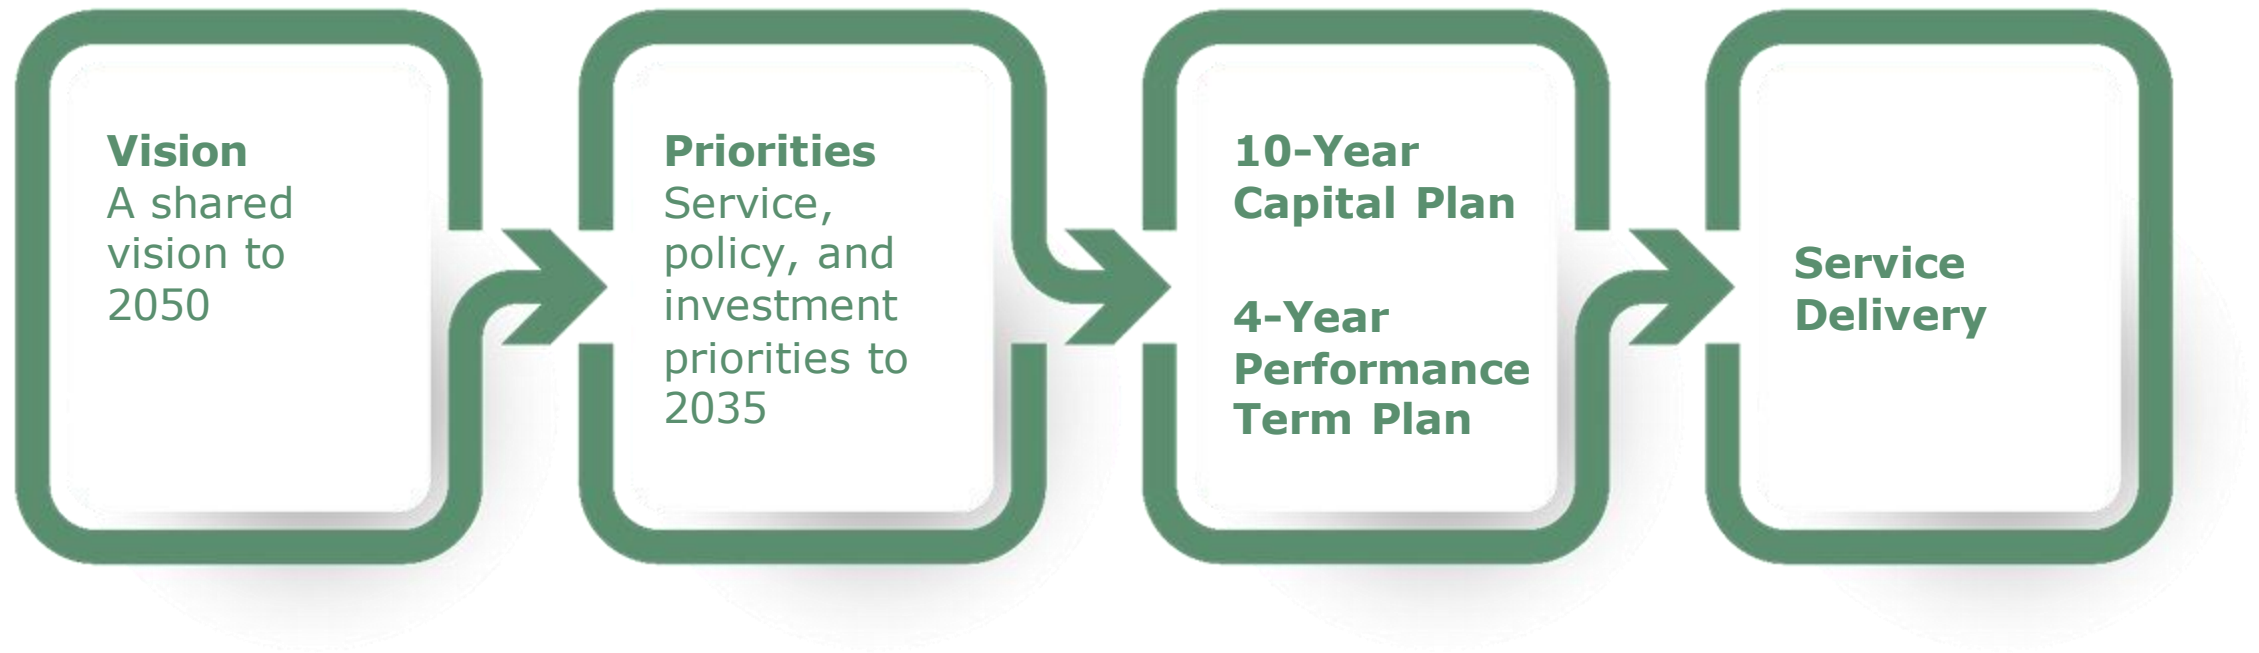 Vision
A shared
vision to
2050
Priorities
Service,
policy, and
investment
priorities to
2035
10-Year
Capital Plan
4-Year
Performance
Term Plan
Service
Delivery